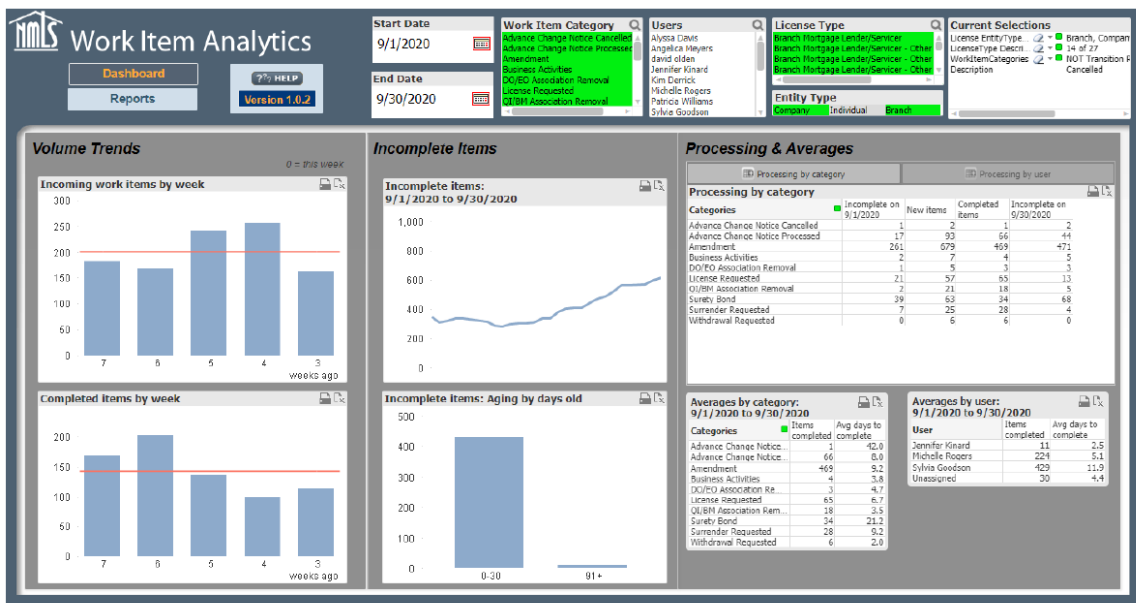 NMLS
Work Item Analytics
Dashboard
Reports
?? HELP
Version 1.0.2
Start Date
9/1/2020
End Date
9/30/2020
Work Item Category
Advance Change Notice Cancelled
Advance Change Notice Processed
Amendment
Business Activities
DO/EO Association Removal
License Requested
QI/BM Association Removal
Users
Alyssa Davis
Angelica Meyers
david olden
Jennifer Kinard
Kim Derrick
Michelle Rogers
Patricia Williams
Sylvia Goodson
License Type
Branch Mortgage Lender/Servicer
Branch Mortgage Lender/Servicer - Other
Branch Mortgage Lender/Servicer - Other
Branch Mortgage Lender/Servicer - Other
Entity Type
Company Individual Branch
Current Selections
License EntityType... Branch, Compan
LicenseType Descri... 14 of 27
WorkItemCategories NOT Transition R
Description Cancelled
Volume Trends
0 = this week
Incoming work items by week
300
250
200
150
100
50
0
7 6 5 4 3
weeks ago
Completed items by week
200
150
100
50
0
7 6 5 4 3
weeks ago
Incomplete Items
Incomplete items:
9/1/2020 to 9/30/2020
1,000
800
600
400
200
0
Incomplete items: Aging by days old
500
400
300
200
100
0
0-30 91+
Processing & Averages
Processing by category Processing by user
Processing by category
Categories Incomplete on 9/1/2020 New items Completed items Incomplete on 9/30/2020
Advance Change Notice Cancelled 1 2 1 2
Advance Change Notice Processed 17 93 66 44
Amendment 261 679 469 471
Business Activities 2 7 4 5
DO/EO Association Removal 1 5 3 3
License Requested 21 57 65 13
QI/BM Association Removal 2 21 18 5
Surety Bond 39 63 34 68
Surrender Requested 7 25 28 4
Withdrawal Requested 0 6 6 0
Averages by category:
9/1/2020 to 9/30/2020
Categories Items completed Avg days to complete
Advance Change Notice... 1 42.0
Advance Change Notice... 66 8.0
Amendment 469 9.2
Business Activities 4 3.8
DO/EO Association Re... 3 4.7
License Requested 65 6.7
QI/BM Association Rem... 18 3.5
Surety Bond 34 21.2
Surrender Requested 28 9.2
Withdrawal Requested 6 2.0
Averages by user:
9/1/2020 to 9/30/2020
User Items completed Avg days to complete
Jennifer Kinard 11 2.5
Michelle Rogers 224 5.1
Sylvia Goodson 429 11.9
Unassigned 30 4.4